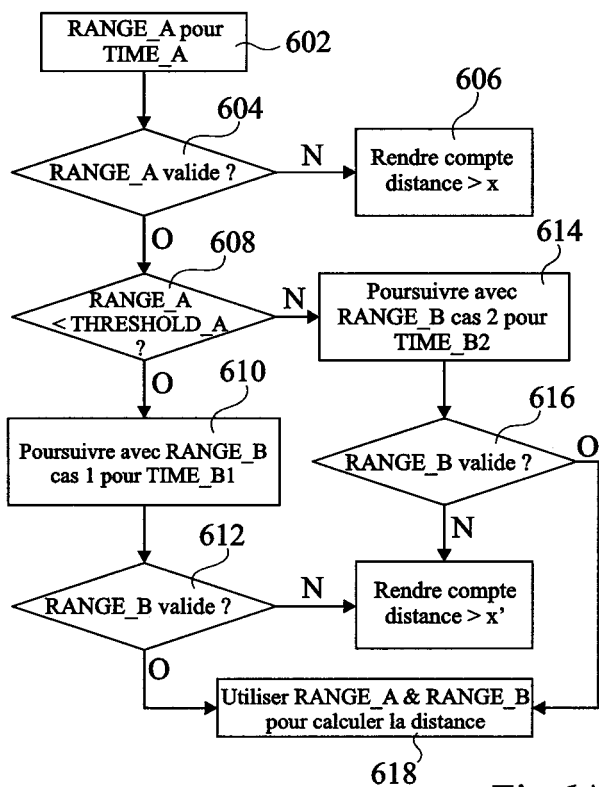 RANGE_A pour
TIME_A
602
604
RANGE_A valide ?
N
606
Rendre compte
distance > x
O
608
RANGE_A
< THRESHOLD_A
?
N
614
Poursuivre avec
RANGE_B cas 2 pour
TIME_B2
O
610
Poursuivre avec RANGE_B
cas 1 pour TIME_B1
616
RANGE_B valide ?
O
N
612
RANGE_B valide ?
N
Rendre compte
distance > x'
O
Utiliser RANGE_A & RANGE_B
pour calculer la distance
618